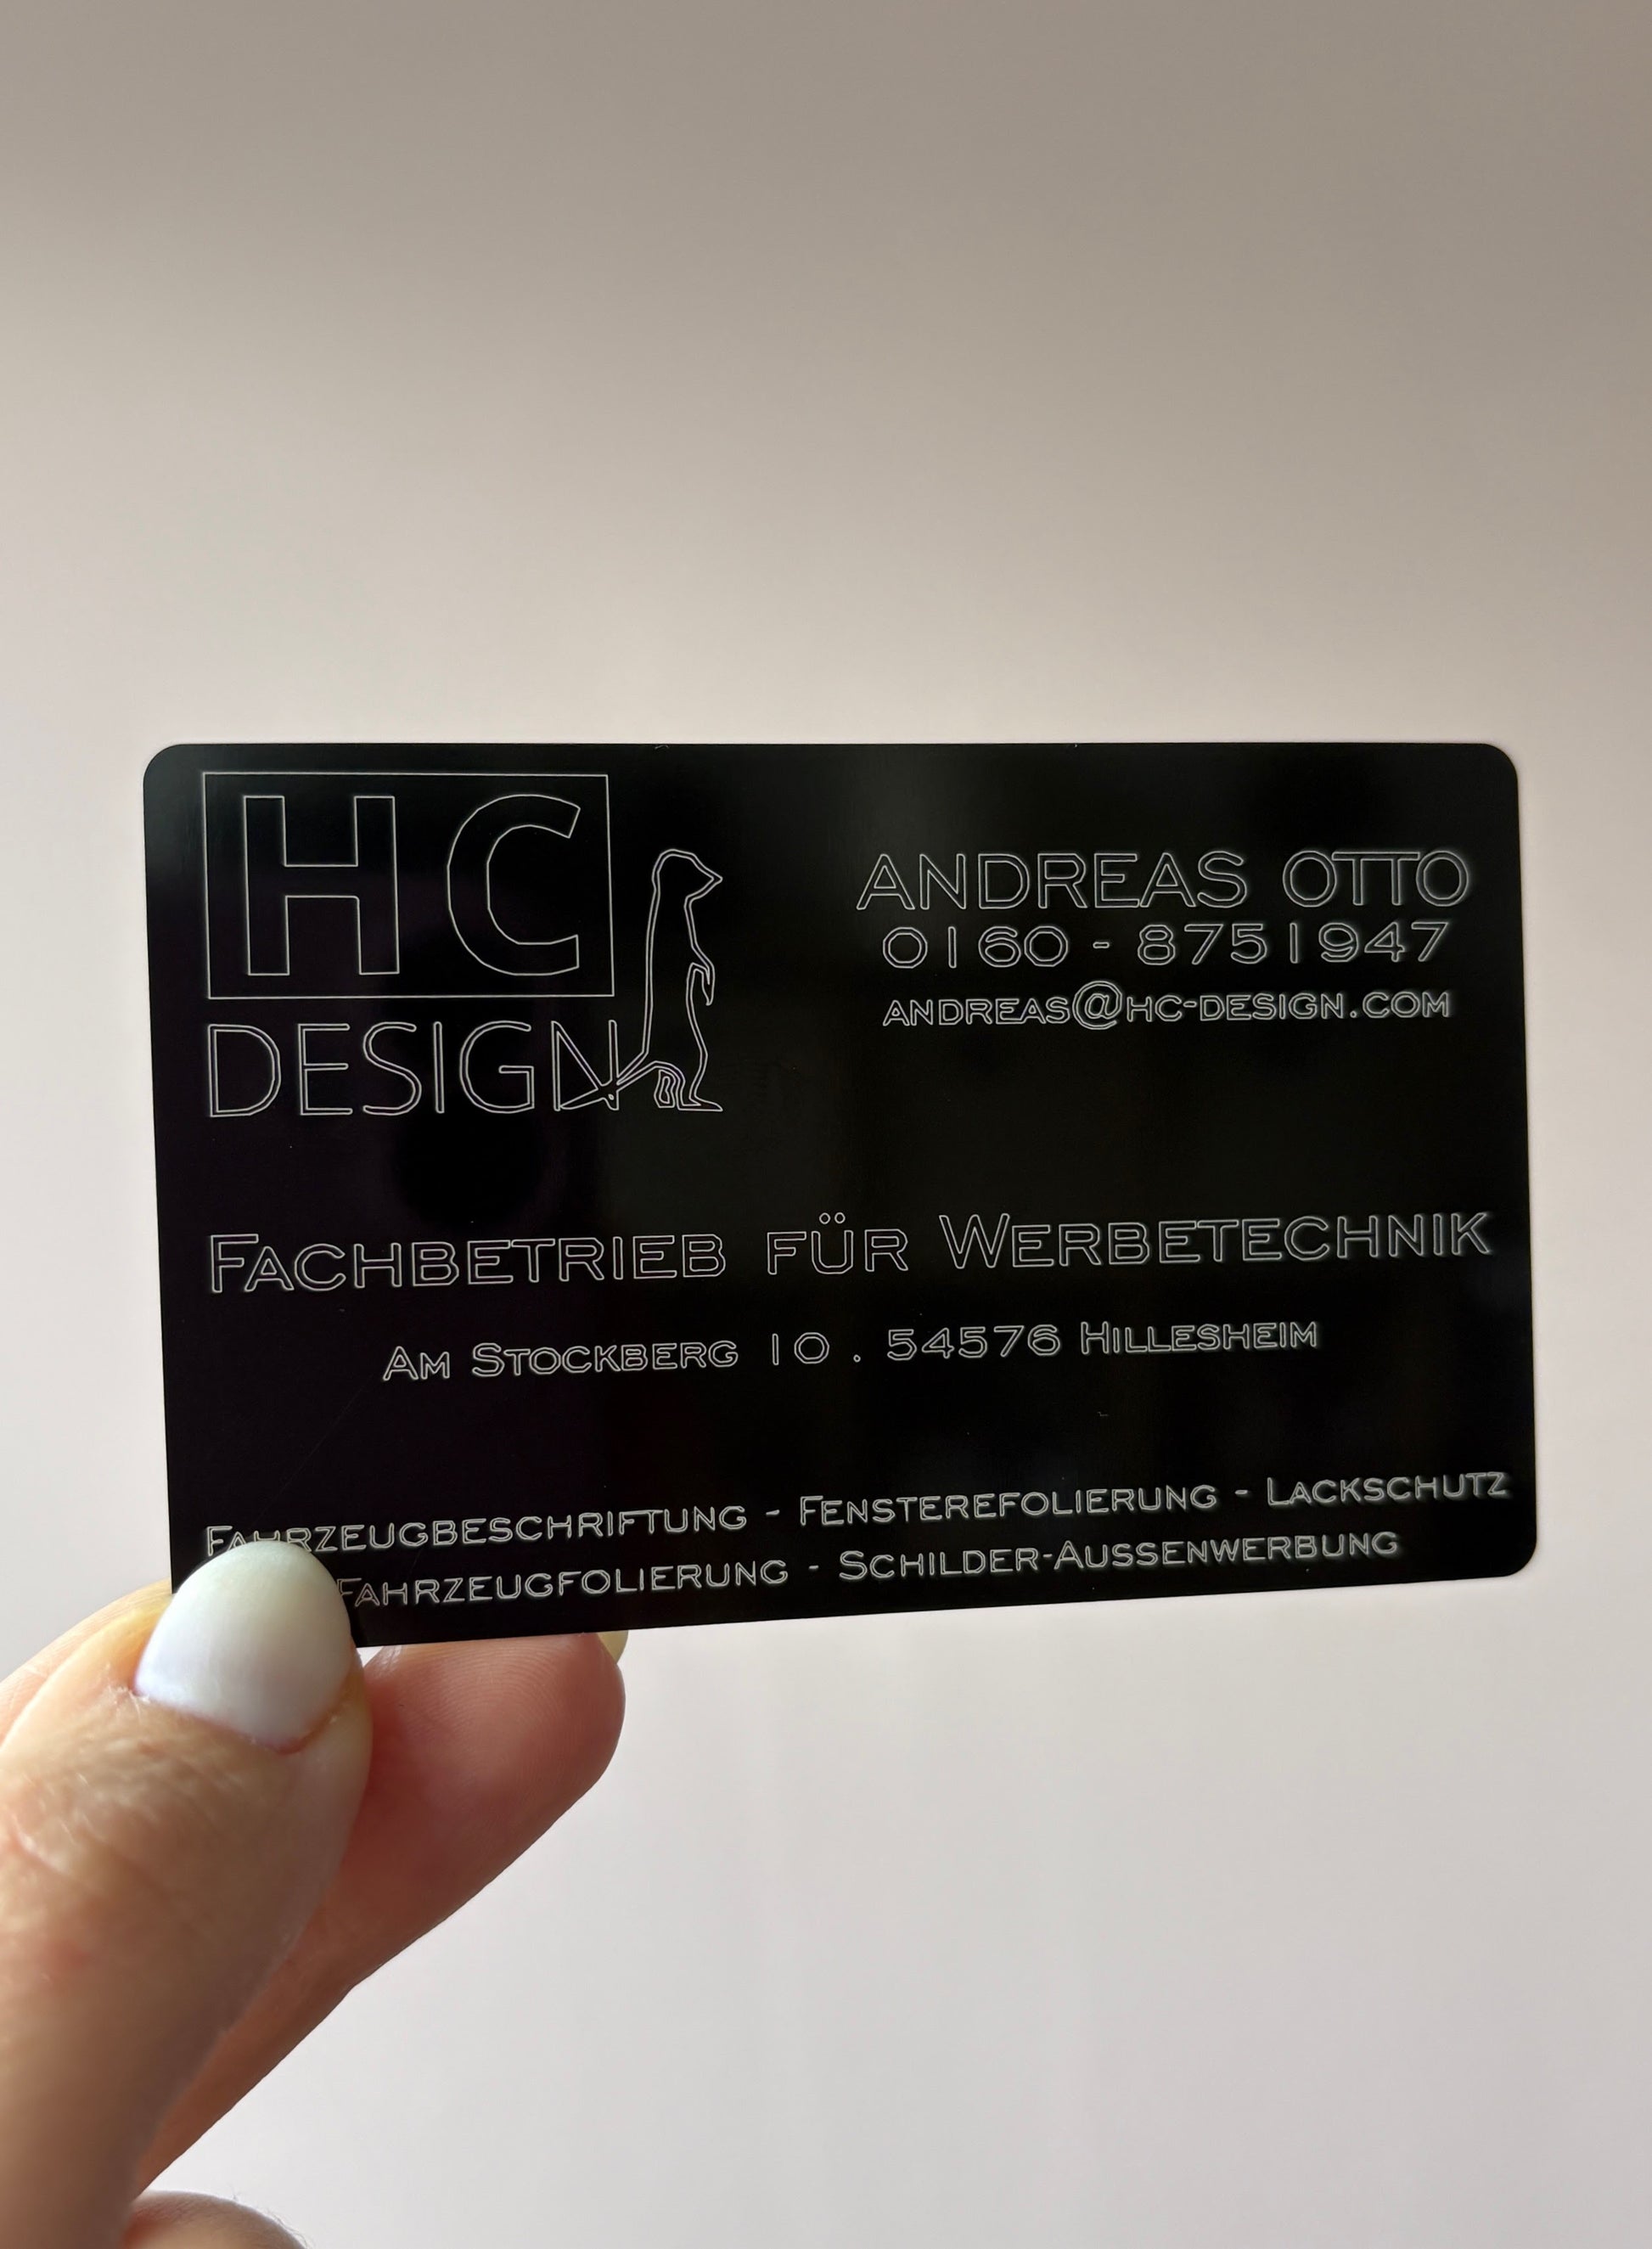 HC
DESIGN
ANDREAS OTTO
0160 - 8751947
ANDREAS@HC-DESIGN.COM
FACHBETRIEB FÜR WERBETECHNIK
AM STOCKBERG 10 . 54576 HILLESHEIM
FAHRZEUGBESCHRIFTUNG - FENSTEREFOLIERUNG - LACKSCHUTZ
FAHRZEUGFOLIERUNG - SCHILDER-AUSSENWERBUNG